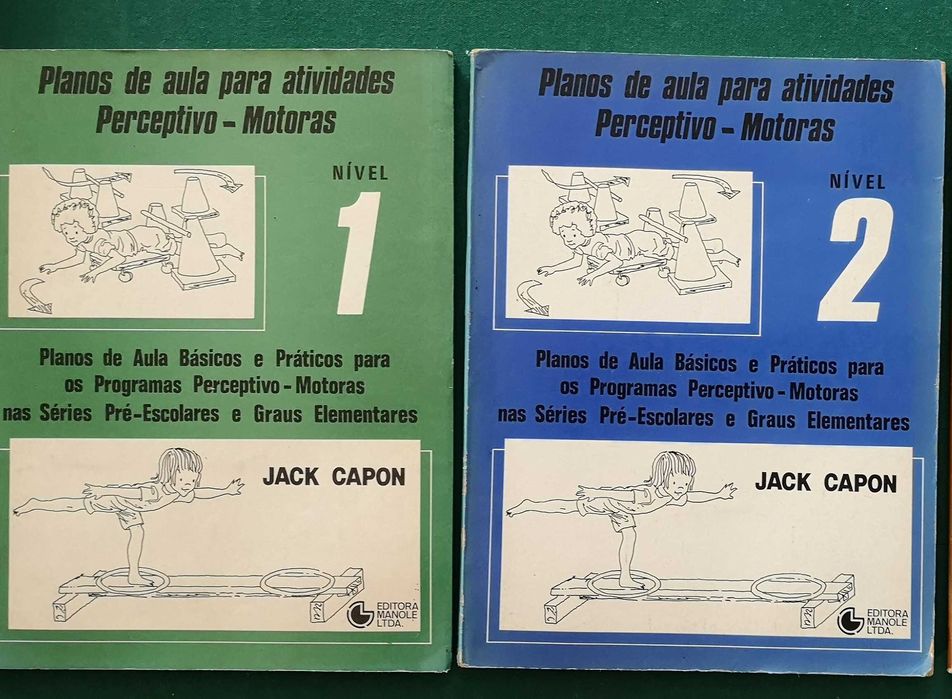 Planos de aula para atividades
Perceptivo - Motoras
NÍVEL
1
Planos de Aula Básicos e Práticos para
os Programas Perceptivo - Motoras
nas Séries Pré-Escolares e Graus Elementares
JACK CAPON
EDITORA
MANOLE
LTDA.
Planos de aula para atividades
Perceptivo - Motoras
NÍVEL
2
Planos de Aula Básicos e Práticos para
os Programas Perceptivo - Motoras
nas Séries Pré-Escolares e Graus Elementares
JACK CAPON
EDITORA
MANOLE
LTDA.